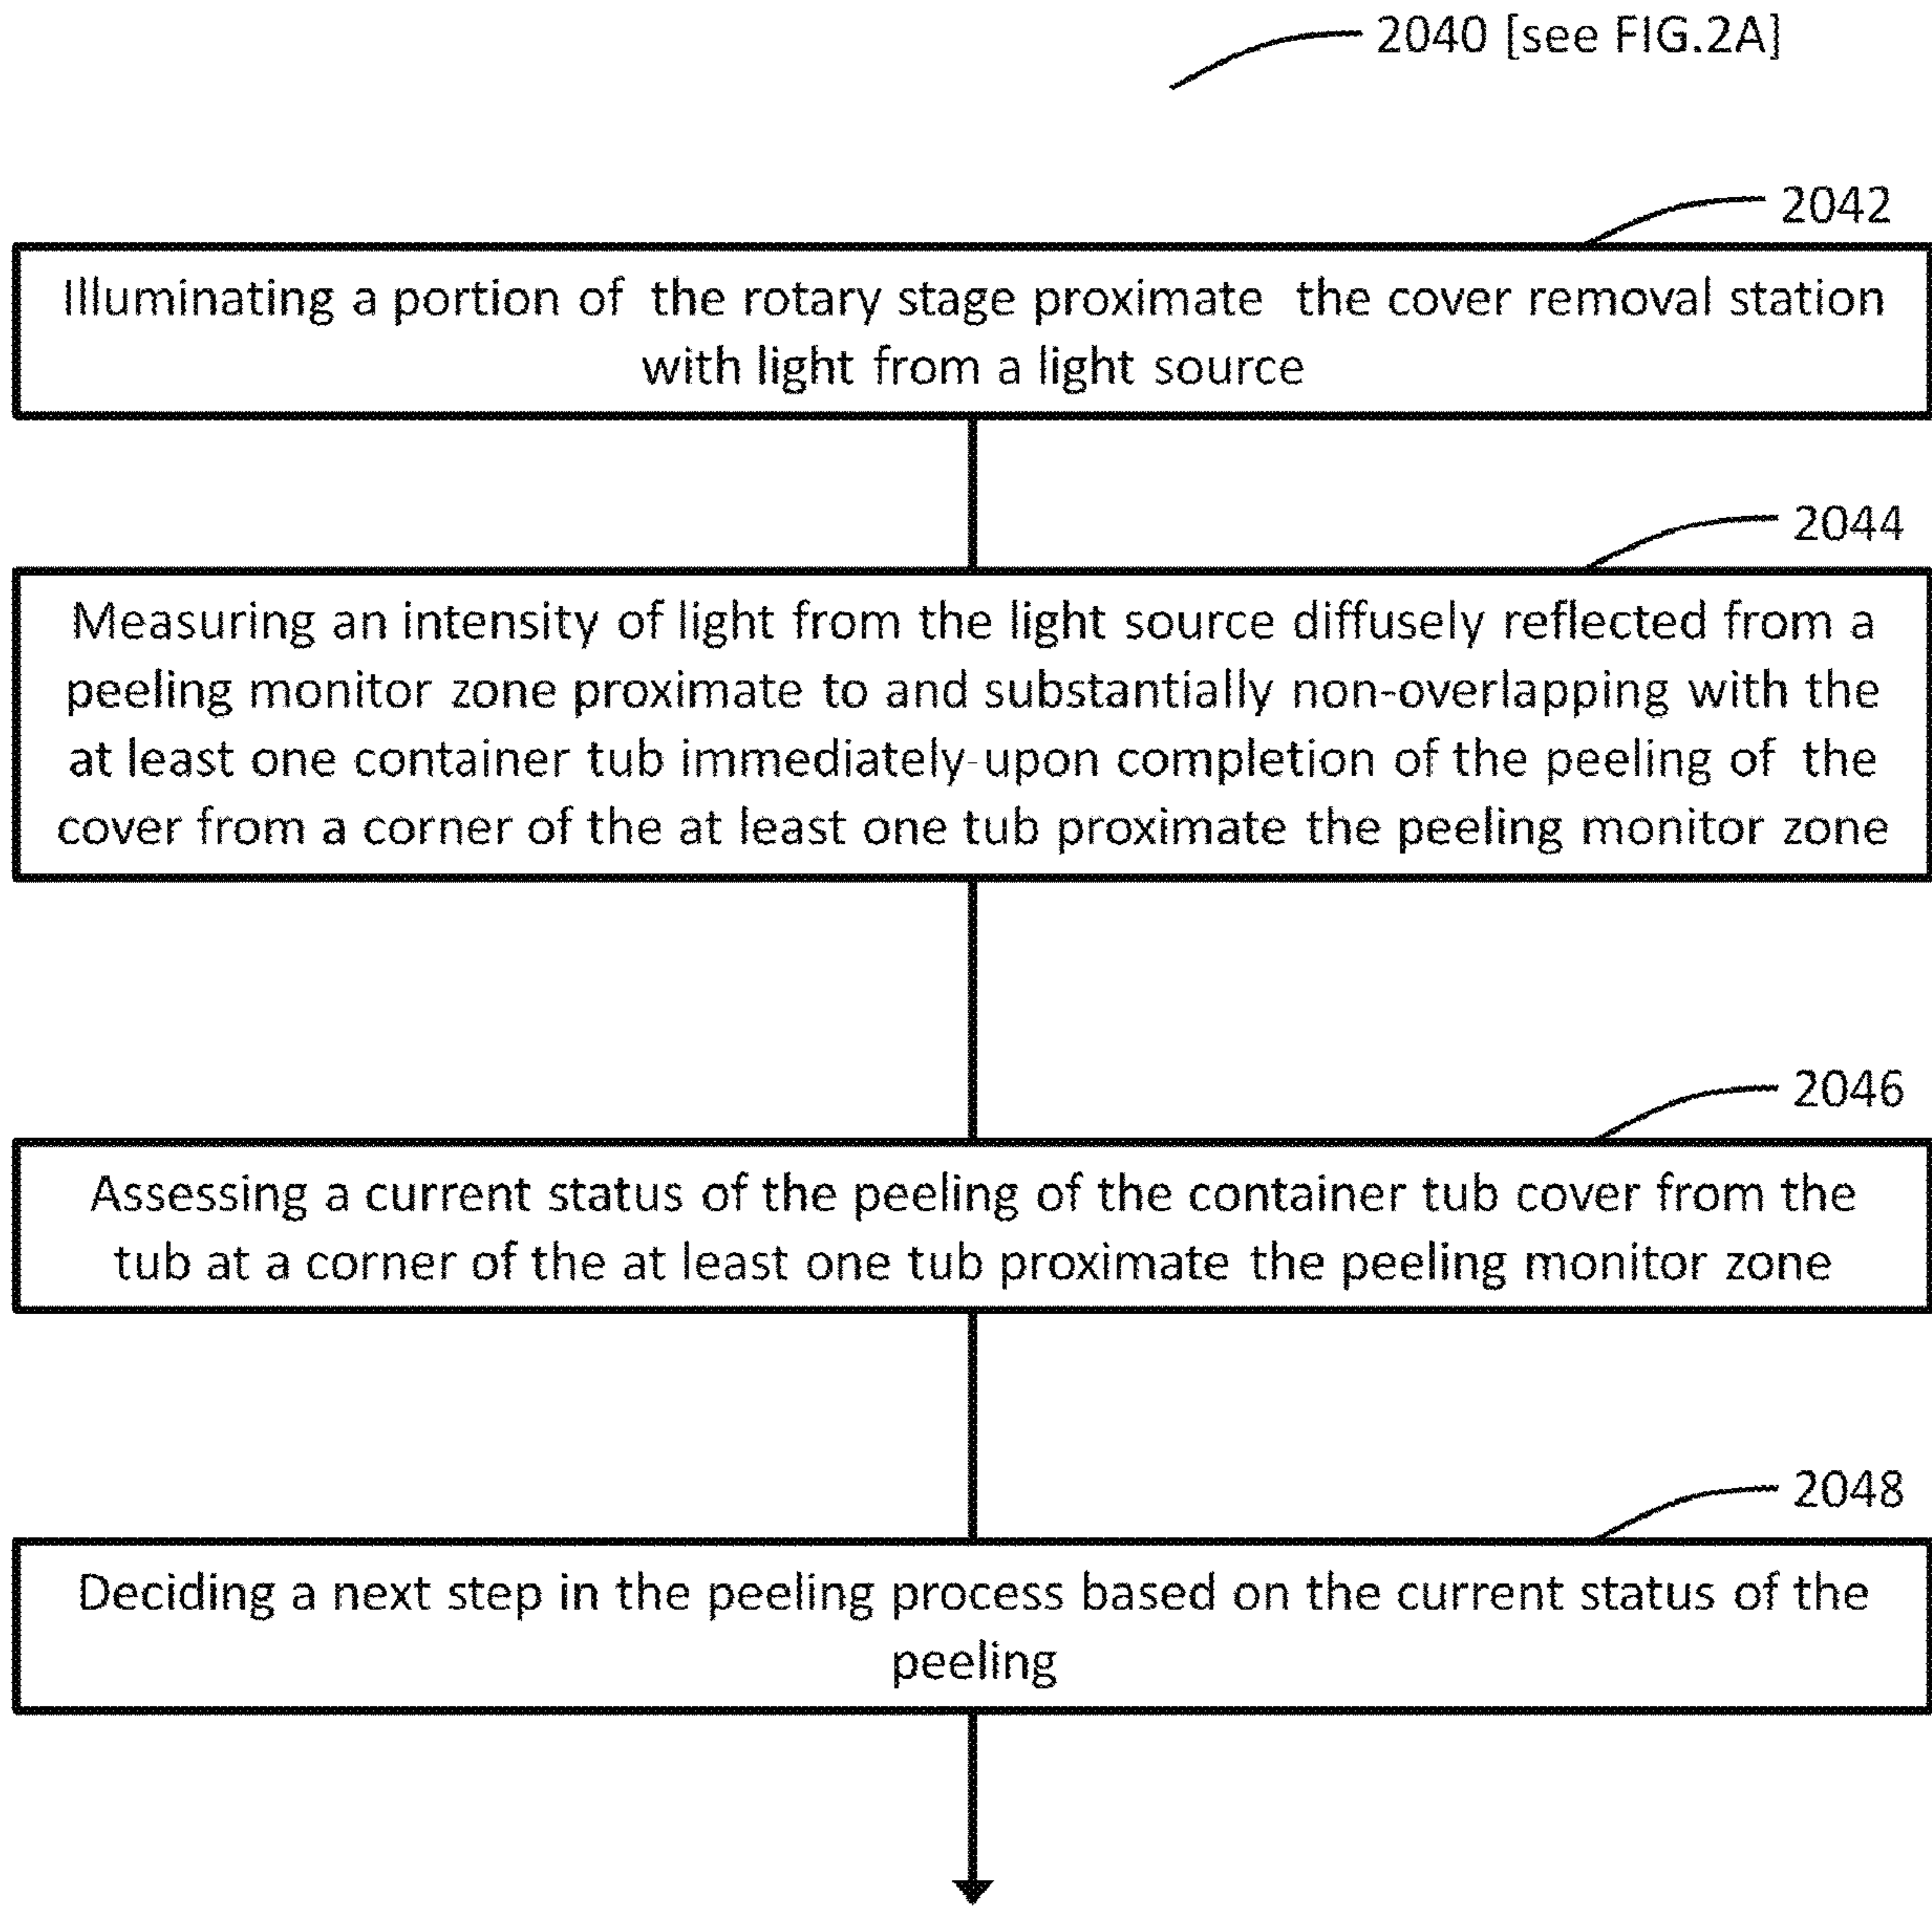 2040 [see FIG.2A]
2042
Illuminating a portion of the rotary stage proximate the cover removal station
with light from a light source
2044
Measuring an intensity of light from the light source diffusely reflected from a
peeling monitor zone proximate to and substantially non-overlapping with the
at least one container tub immediately-upon completion of the peeling of the
cover from a corner of the at least one tub proximate the peeling monitor zone
2046
Assessing a current status of the peeling of the container tub cover from the
tub at a corner of the at least one tub proximate the peeling monitor zone
2048
Deciding a next step in the peeling process based on the current status of the
peeling